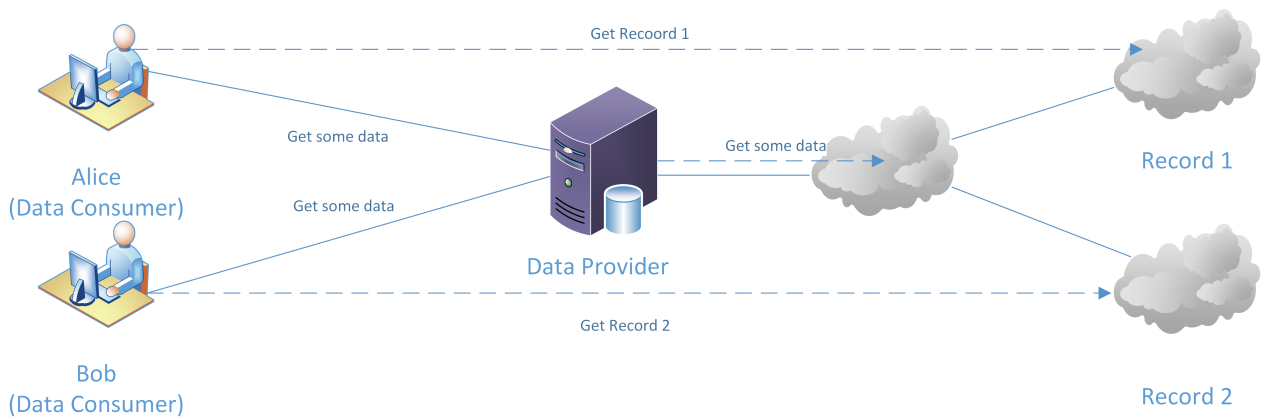 Get Recoord 1
Get some data
Get some data
Record 1
Alice
(Data Consumer)
Get some data
Data Provider
Get Record 2
Bob
(Data Consumer)
Record 2